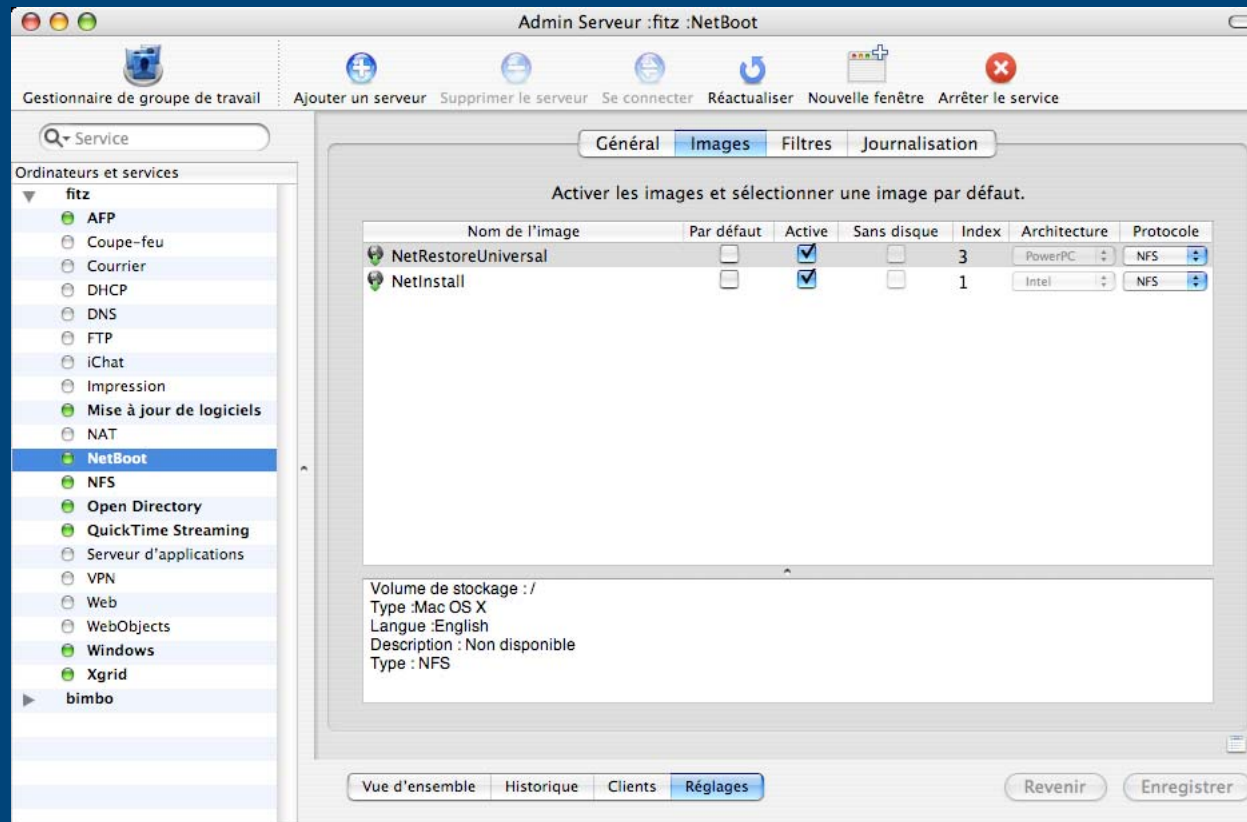 Admin Serveur :fitz :NetBoot
Gestionnaire de groupe de travail
Ajouter un serveur
Supprimer le serveur
Se connecter
Réactualiser
Nouvelle fenêtre
Arrêter le service
Service
Ordinateurs et services
fitz
AFP
Coupe-feu
Courrier
DHCP
DNS
FTP
iChat
Impression
Mise à jour de logiciels
NAT
NetBoot
NFS
Open Directory
QuickTime Streaming
Serveur d'applications
VPN
Web
WebObjects
Windows
Xgrid
bimbo
Général Images Filtres Journalisation
Activer les images et sélectionner une image par défaut.
Nom de l'image Par défaut Active Sans disque Index Architecture Protocole
NetRestoreUniversal 3 PowerPC NFS
NetInstall 1 Intel NFS
Volume de stockage : /
Type :Mac OS X
Langue :English
Description : Non disponible
Type : NFS
Vue d'ensemble Historique Clients Réglages
Revenir Enregistrer